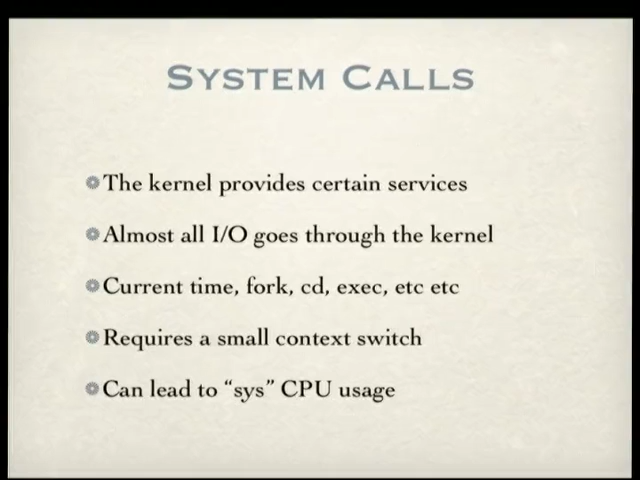 System Calls
The kernel provides certain services
Almost all I/O goes through the kernel
Current time, fork, cd, exec, etc etc
Requires a small context switch
Can lead to “sys” CPU usage